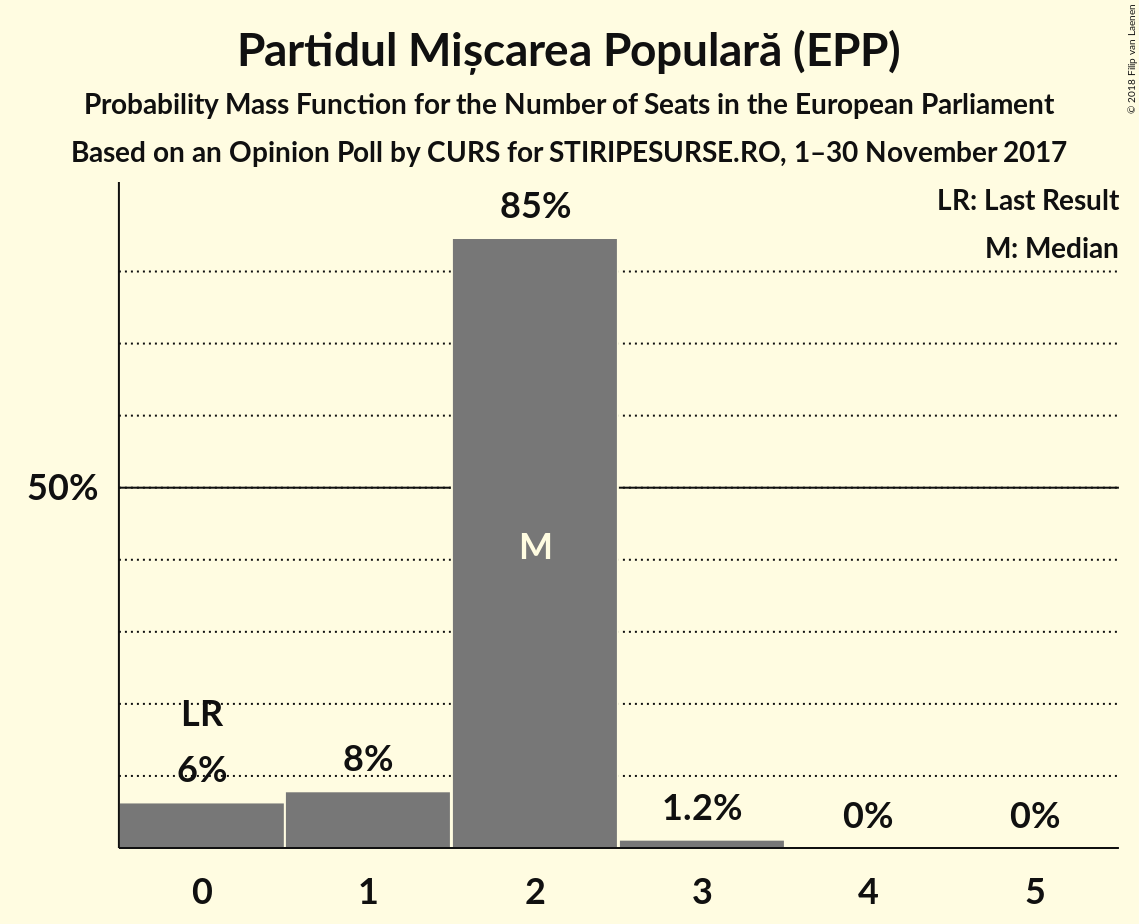 Partidul Mișcarea Populară (EPP)
Probability Mass Function for the Number of Seats in the European Parliament
Based on an Opinion Poll by CURS for STIRIPESURSE.RO, 1–30 November 2017
© 2018 Filip van Laenen
LR: Last Result
M: Median
85%
50%
M
LR
6%
8%
1.2%
0%
0%
0 1 2 3 4 5